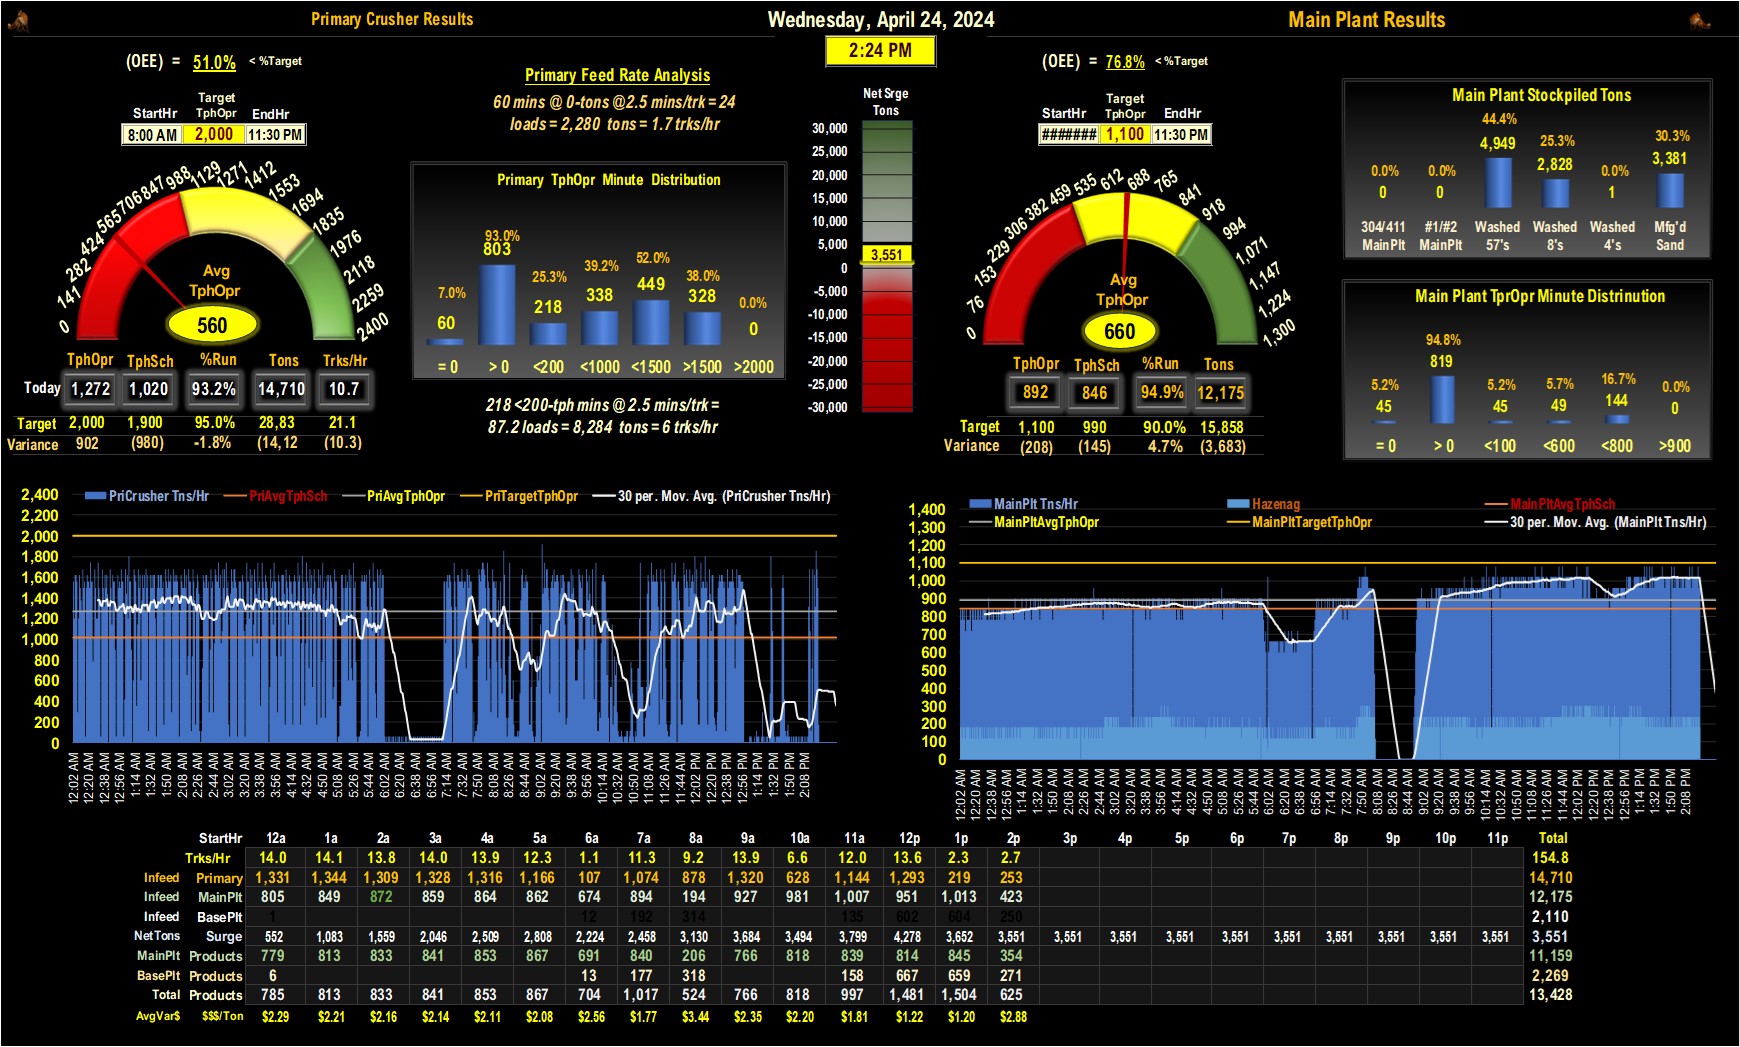 Primary Crusher Results
Wednesday, April 24, 2024
Main Plant Results
2:24 PM
(OEE) = 51.0% < %Target
StartHr Target TphOpr EndHr
8:00 AM 2,000 11:30 PM
Primary Feed Rate Analysis
60 mins @ 0-tons @2.5 mins/trk = 24
loads = 2,280 tons = 1.7 trks/hr
Net Srge
Tons
30,000
25,000
20,000
15,000
10,000
5,000
3,551
0
-5,000
-10,000
-15,000
-20,000
-25,000
-30,000
(OEE) = 76.8% < %Target
StartHr Target TphOpr EndHr
####### 1,100 11:30 PM
Main Plant Stockpiled Tons
0.0% 0.0% 44.4% 25.3% 0.0% 30.3%
0 0 4,949 2,828 1 3,381
304/411 #1/#2 Washed Washed Washed Mfg'd
MainPlt MainPlt 57's 8's 4's Sand
0 141 282 424 565 706 847 988 1129 1271 1412 1553 1694 1835 1976 2118 2259 2400
Avg
TphOpr
560
Primary TphOpr Minute Distribution
7.0% 93.0% 25.3% 39.2% 52.0% 38.0% 0.0%
60 803 218 338 449 328 0
= 0 > 0 <200 <1000 <1500 >1500 >2000
218 <200-tph mins @ 2.5 mins/trk =
87.2 loads = 8,284 tons = 6 trks/hr
0 76 153 229 306 382 459 535 612 688 765 841 918 994 1,071 1,147 1,224 1,300
Avg
TphOpr
660
Main Plant TprOpr Minute Distrinution
5.2% 94.8% 5.2% 5.7% 16.7% 0.0%
45 819 45 49 144 0
= 0 > 0 <100 <600 <800 >900
TphOpr TphSch %Run Tons Trks/Hr
Today 1,272 1,020 93.2% 14,710 10.7
Target 2,000 1,900 95.0% 28,83 21.1
Variance 902 (980) -1.8% (14,12 (10.3)
TphOpr TphSch %Run Tons
892 846 94.9% 12,175
Target 1,100 990 90.0% 15,858
Variance (208) (145) 4.7% (3,683)
PriCrusher Tns/Hr PriAvgTphSch PriAvgTphOpr PriTargetTphOpr 30 per. Mov. Avg. (PriCrusher Tns/Hr)
2,400
2,200
2,000
1,800
1,600
1,400
1,200
1,000
800
600
400
200
0
12:02 AM 12:20 AM 12:38 AM 12:56 AM 1:14 AM 1:32 AM 1:50 AM 2:08 AM 2:26 AM 2:44 AM 3:02 AM 3:20 AM 3:38 AM 3:56 AM 4:14 AM 4:32 AM 4:50 AM 5:08 AM 5:26 AM 5:44 AM 6:02 AM 6:20 AM 6:38 AM 6:56 AM 7:14 AM 7:32 AM 7:50 AM 8:08 AM 8:26 AM 8:44 AM 9:02 AM 9:20 AM 9:38 AM 9:56 AM 10:14 AM 10:32 AM 10:50 AM 11:08 AM 11:26 AM 11:44 AM 12:02 PM 12:20 PM 12:38 PM 12:56 PM 1:14 PM 1:32 PM 1:50 PM 2:08 PM
MainPlt Tns/Hr Hazenag MainPltAvgTphSch
MainPltAvgTphOpr MainPltTargetTphOpr 30 per. Mov. Avg. (MainPlt Tns/Hr)
1,400
1,300
1,200
1,100
1,000
900
800
700
600
500
400
300
200
100
0
12:02 AM 12:20 AM 12:38 AM 12:56 AM 1:14 AM 1:32 AM 1:50 AM 2:08 AM 2:26 AM 2:44 AM 3:02 AM 3:20 AM 3:38 AM 3:56 AM 4:14 AM 4:32 AM 4:50 AM 5:08 AM 5:26 AM 5:44 AM 6:02 AM 6:20 AM 6:38 AM 6:56 AM 7:14 AM 7:32 AM 7:50 AM 8:08 AM 8:26 AM 8:44 AM 9:02 AM 9:20 AM 9:38 AM 9:56 AM 10:14 AM 10:32 AM 10:50 AM 11:08 AM 11:26 AM 11:44 AM 12:02 PM 12:20 PM 12:38 PM 12:56 PM 1:14 PM 1:32 PM 1:50 PM 2:08 PM
StartHr 12a 1a 2a 3a 4a 5a 6a 7a 8a 9a 10a 11a 12p 1p 2p 3p 4p 5p 6p 7p 8p 9p 10p 11p Total
Trks/Hr 14.0 14.1 13.8 14.0 13.9 12.3 1.1 11.3 9.2 13.9 6.6 12.0 13.6 2.3 2.7 154.8
Infeed Primary 1,331 1,344 1,309 1,328 1,316 1,166 107 1,074 878 1,320 628 1,144 1,293 219 253 14,710
Infeed MainPlt 805 849 872 859 864 862 674 894 194 927 981 1,007 951 1,013 423 12,175
Infeed BasePlt 1 12 192 314 135 602 604 250 2,110
NetTons Surge 552 1,083 1,559 2,046 2,509 2,808 2,224 2,458 3,130 3,684 3,494 3,799 4,278 3,652 3,551 3,551 3,551 3,551 3,551 3,551 3,551 3,551 3,551 3,551 3,551
MainPlt Products 779 813 833 841 853 867 691 840 206 766 818 839 814 845 354 11,159
BasePlt Products 6 13 177 318 158 667 659 271 2,269
Total Products 785 813 833 841 853 867 704 1,017 524 766 818 997 1,481 1,504 625 13,428
AvgVar$ $$$/Ton $2.29 $2.21 $2.16 $2.14 $2.11 $2.08 $2.56 $1.77 $3.44 $2.35 $2.20 $1.81 $1.22 $1.20 $2.88